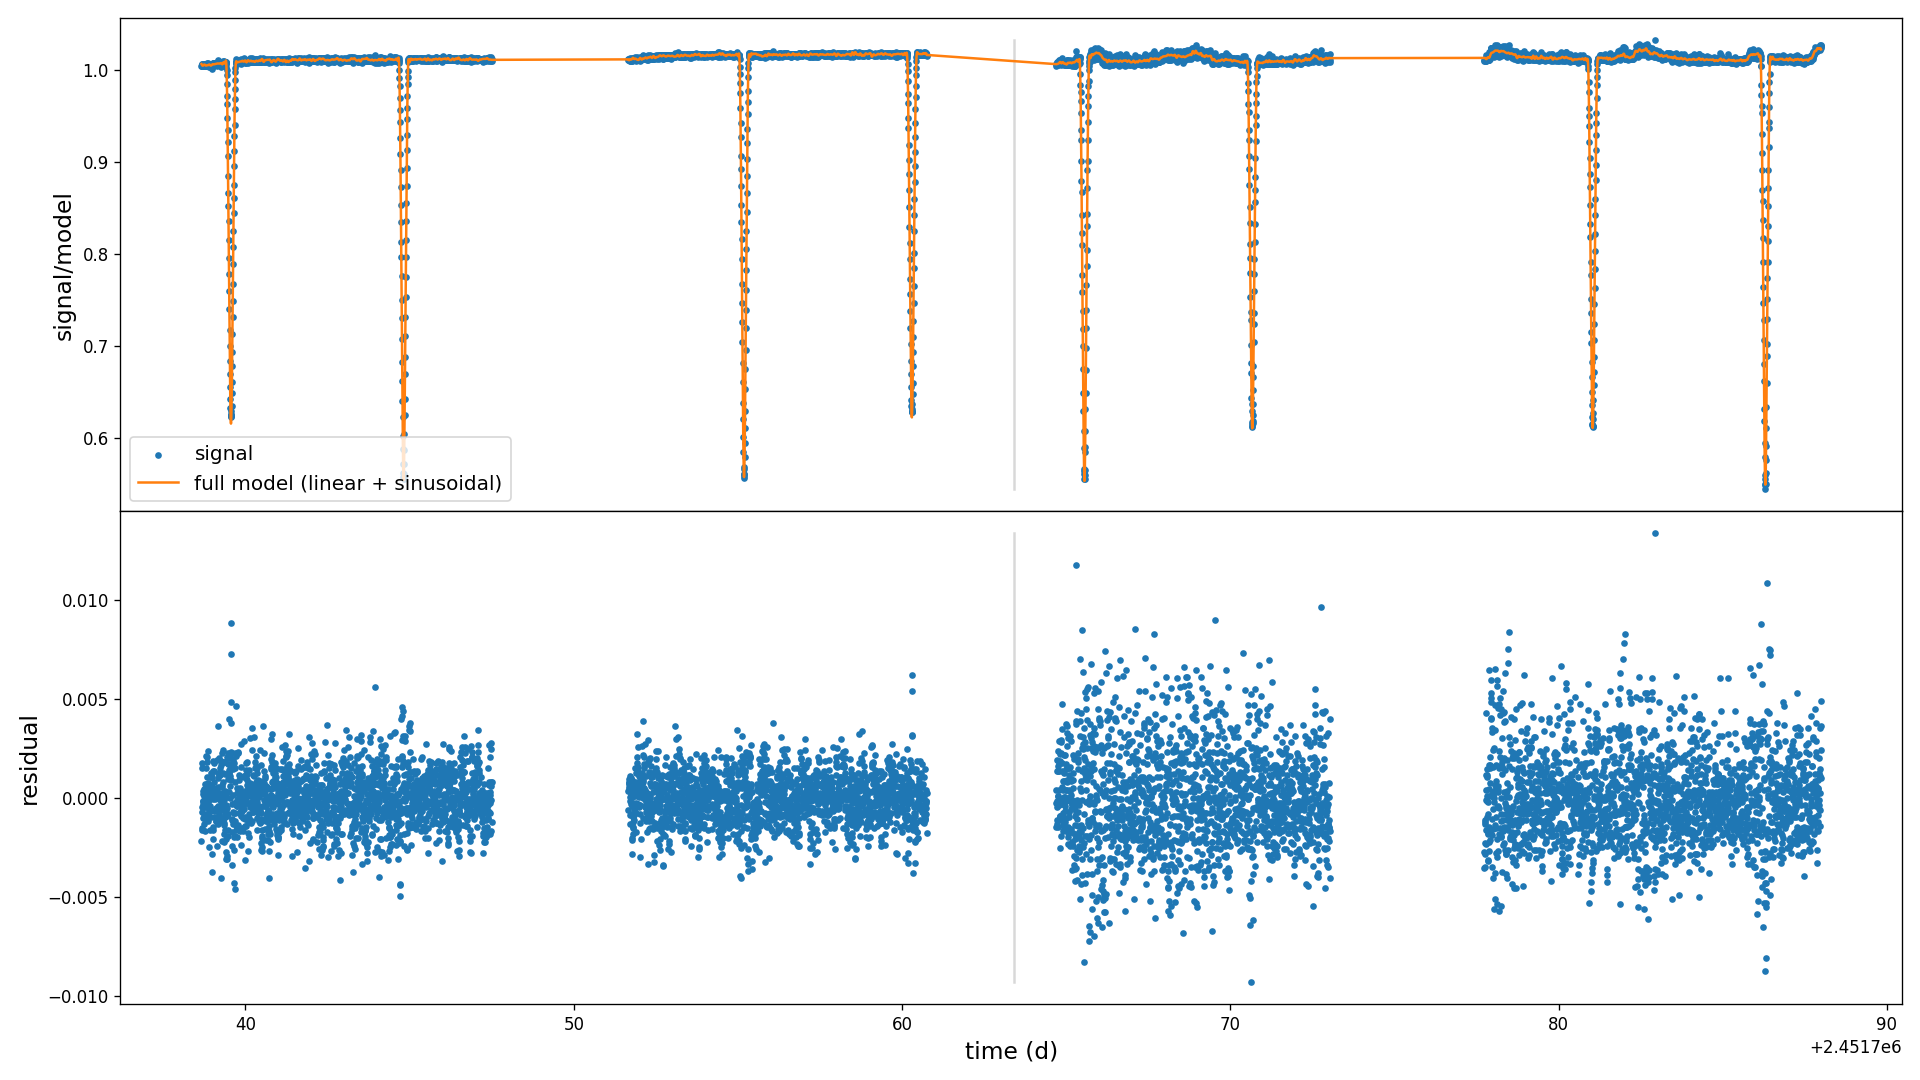 1.0
0.9
0.8
0.7
0.6
signal/model
signal
full model (linear + sinusoidal)
0.010
0.005
0.000
−0.005
−0.010
residual
40
50
60
70
80
90
time (d)
+2.4517e6